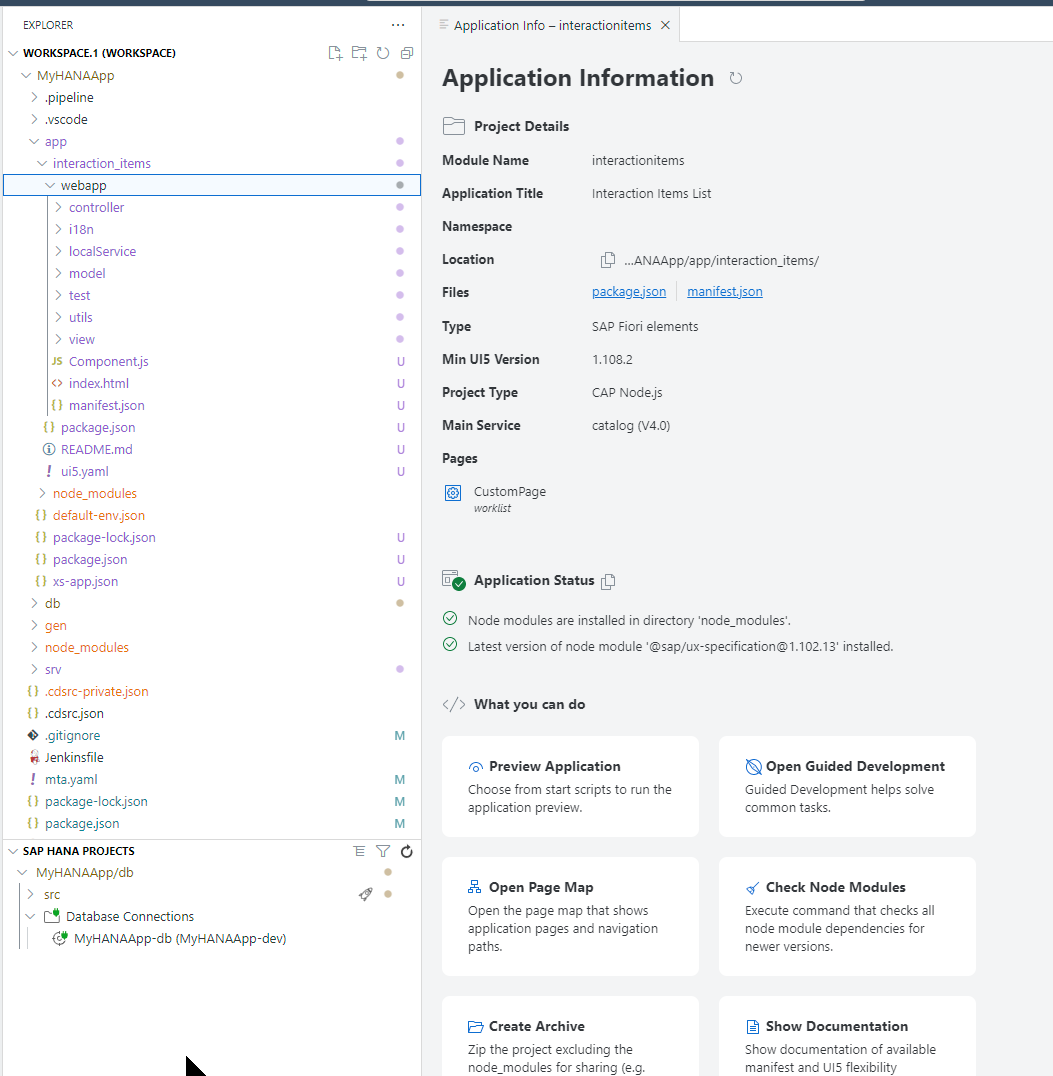 EXPLORER
WORKSPACE.1 (WORKSPACE)
MyHANAApp
.pipeline
.vscode
app
interaction_items
webapp
controller
i18n
localService
model
test
utils
view
JS Component.js U
<> index.html U
{} manifest.json U
{} package.json U
README.md U
! ui5.yaml U
node_modules
{} default-env.json
{} package-lock.json U
{} package.json U
{} xs-app.json U
db
gen
node_modules
srv
{} .cdsrc-private.json
{} .cdsrc.json
.gitignore M
Jenkinsfile
! mta.yaml M
{} package-lock.json M
{} package.json M
SAP HANA PROJECTS
MyHANAApp/db
src
Database Connections
MyHANAApp-db (MyHANAApp-dev)
Application Info – interactionitems
Application Information
Project Details
Module Name interactionitems
Application Title Interaction Items List
Namespace
Location ...ANAApp/app/interaction_items/
Files package.json manifest.json
Type SAP Fiori elements
Min UI5 Version 1.108.2
Project Type CAP Node.js
Main Service catalog (V4.0)
Pages
CustomPage
worklist
Application Status
Node modules are installed in directory 'node_modules'.
Latest version of node module '@sap/ux-specification@1.102.13' installed.
</> What you can do
Preview Application
Choose from start scripts to run the
application preview.
Open Guided Development
Guided Development helps solve
common tasks.
Open Page Map
Open the page map that shows
application pages and navigation
paths.
Check Node Modules
Execute command that checks all
node module dependencies for
newer versions.
Create Archive
Zip the project excluding the
node_modules for sharing (e.g.
Show Documentation
Show documentation of available
manifest and UI5 flexibility